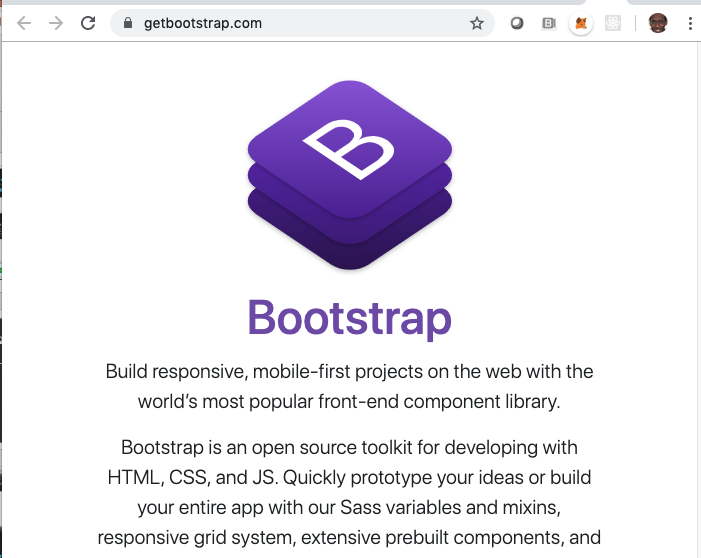 getbootstrap.com
B
B
Bootstrap
Build responsive, mobile-first projects on the web with the
world’s most popular front-end component library.
Bootstrap is an open source toolkit for developing with
HTML, CSS, and JS. Quickly prototype your ideas or build
your entire app with our Sass variables and mixins,
responsive grid system, extensive prebuilt components, and